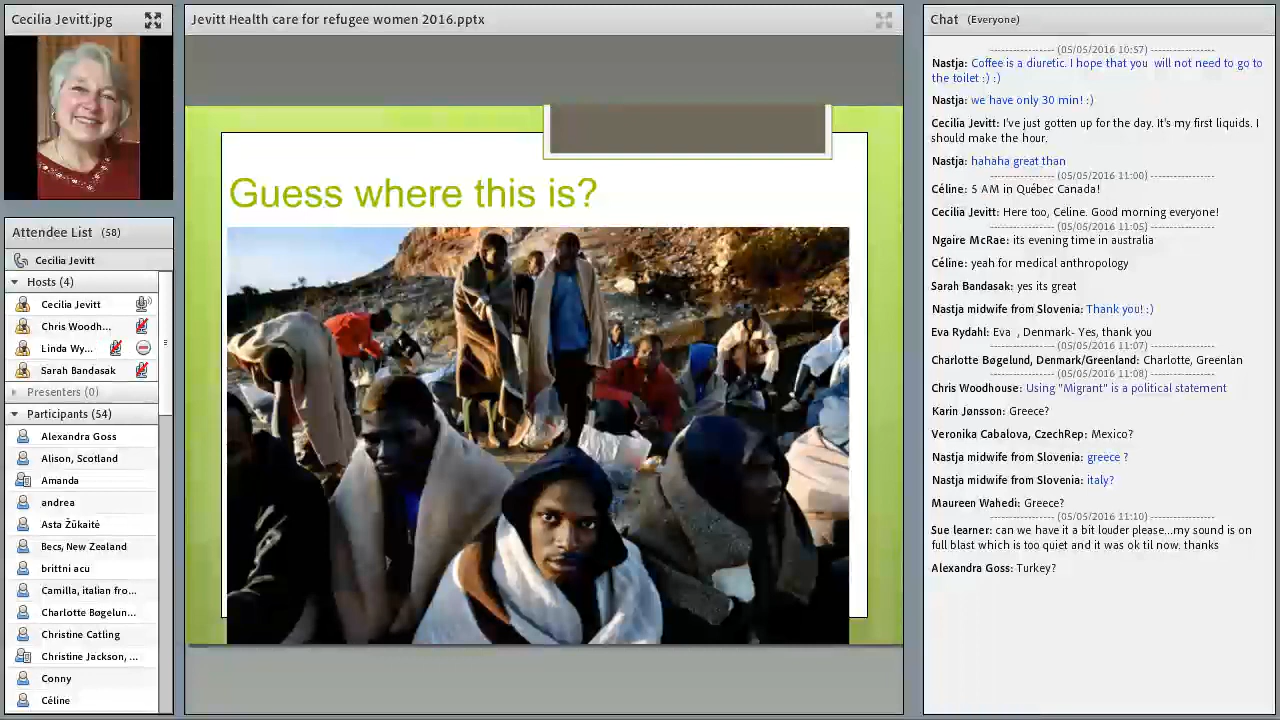 Cecilia Jevitt.jpg
Jevitt Health care for refugee women 2016.pptx
Guess where this is?
Attendee List (58)
Cecilia Jevitt
Hosts (4)
Cecilia Jevitt
Chris Woodh...
Linda Wy...
Sarah Bandasak
Presenters (0)
Participants (54)
Alexandra Goss
Alison, Scotland
Amanda
andrea
Asta Žūkaitė
Becs, New Zealand
brittni acu
Camilla, italian fro...
Charlotte Bøgelun...
Christine Catling
Christine Jackson, ...
Conny
Céline
Chat (Everyone)
------------------ (05/05/2016 10:57) ------------------
Nastja: Coffee is a diuretic. I hope that you will not need to go to
the toilet :) :)
Nastja: we have only 30 min! :)
Cecilia Jevitt: I've just gotten up for the day. It's my first liquids. I
should make the hour.
Nastja: hahaha great than
------------------ (05/05/2016 11:00) ------------------
Céline: 5 AM in Québec Canada!
Cecilia Jevitt: Here too, Celine. Good morning everyone!
------------------ (05/05/2016 11:05) ------------------
Ngaire McRae: its evening time in australia
Céline: yeah for medical anthropology
Sarah Bandasak: yes its great
Nastja midwife from Slovenia: Thank you! :)
Eva Rydahl: Eva , Denmark- Yes, thank you
------------------ (05/05/2016 11:07) ------------------
Charlotte Bøgelund, Denmark/Greenland: Charlotte, Greenlan
------------------ (05/05/2016 11:08) ------------------
Chris Woodhouse: Using "Migrant" is a political statement
Karin Jønsson: Greece?
Veronika Cabalova, CzechRep: Mexico?
Nastja midwife from Slovenia: greece ?
Nastja midwife from Slovenia: italy?
Maureen Wahedi: Greece?
------------------ (05/05/2016 11:10) ------------------
Sue learner: can we have it a bit louder please...my sound is on
full blast which is too quiet and it was ok til now. thanks
Alexandra Goss: Turkey?